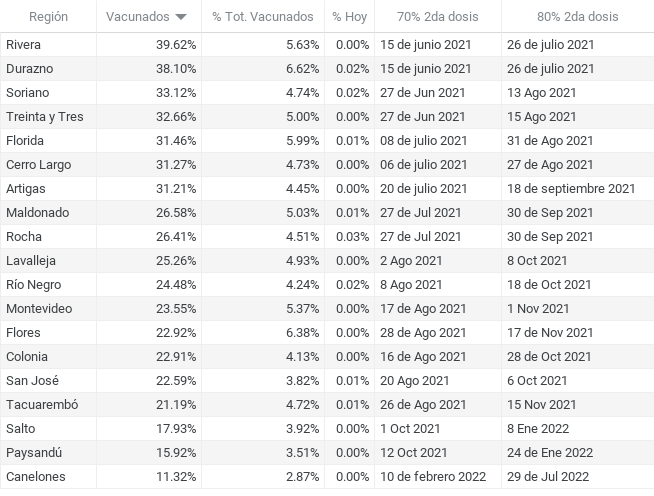 Región Vacunados % Tot. Vacunados % Hoy 70% 2da dosis 80% 2da dosis
Rivera 39.62% 5.63% 0.00% 15 de junio 2021 26 de julio 2021
Durazno 38.10% 6.62% 0.02% 15 de junio 2021 26 de julio 2021
Soriano 33.12% 4.74% 0.02% 27 de Jun 2021 13 Ago 2021
Treinta y Tres 32.66% 5.00% 0.00% 27 de Jun 2021 15 Ago 2021
Florida 31.46% 5.99% 0.01% 08 de julio 2021 31 de Ago 2021
Cerro Largo 31.27% 4.73% 0.00% 06 de julio 2021 27 de Ago 2021
Artigas 31.21% 4.45% 0.00% 20 de julio 2021 18 de septiembre 2021
Maldonado 26.58% 5.03% 0.01% 27 de Jul 2021 30 de Sep 2021
Rocha 26.41% 4.51% 0.03% 27 de Jul 2021 30 de Sep 2021
Lavalleja 25.26% 4.93% 0.00% 2 Ago 2021 8 Oct 2021
Río Negro 24.48% 4.24% 0.02% 8 Ago 2021 18 de Oct 2021
Montevideo 23.55% 5.37% 0.00% 17 de Ago 2021 1 Nov 2021
Flores 22.92% 6.38% 0.00% 28 de Ago 2021 17 de Nov 2021
Colonia 22.91% 4.13% 0.00% 16 de Ago 2021 28 de Oct 2021
San José 22.59% 3.82% 0.01% 20 Ago 2021 6 Oct 2021
Tacuarembó 21.19% 4.72% 0.01% 26 de Ago 2021 15 Nov 2021
Salto 17.93% 3.92% 0.00% 1 Oct 2021 8 Ene 2022
Paysandú 15.92% 3.51% 0.00% 12 Oct 2021 24 de Ene 2022
Canelones 11.32% 2.87% 0.00% 10 de febrero 2022 29 de Jul 2022